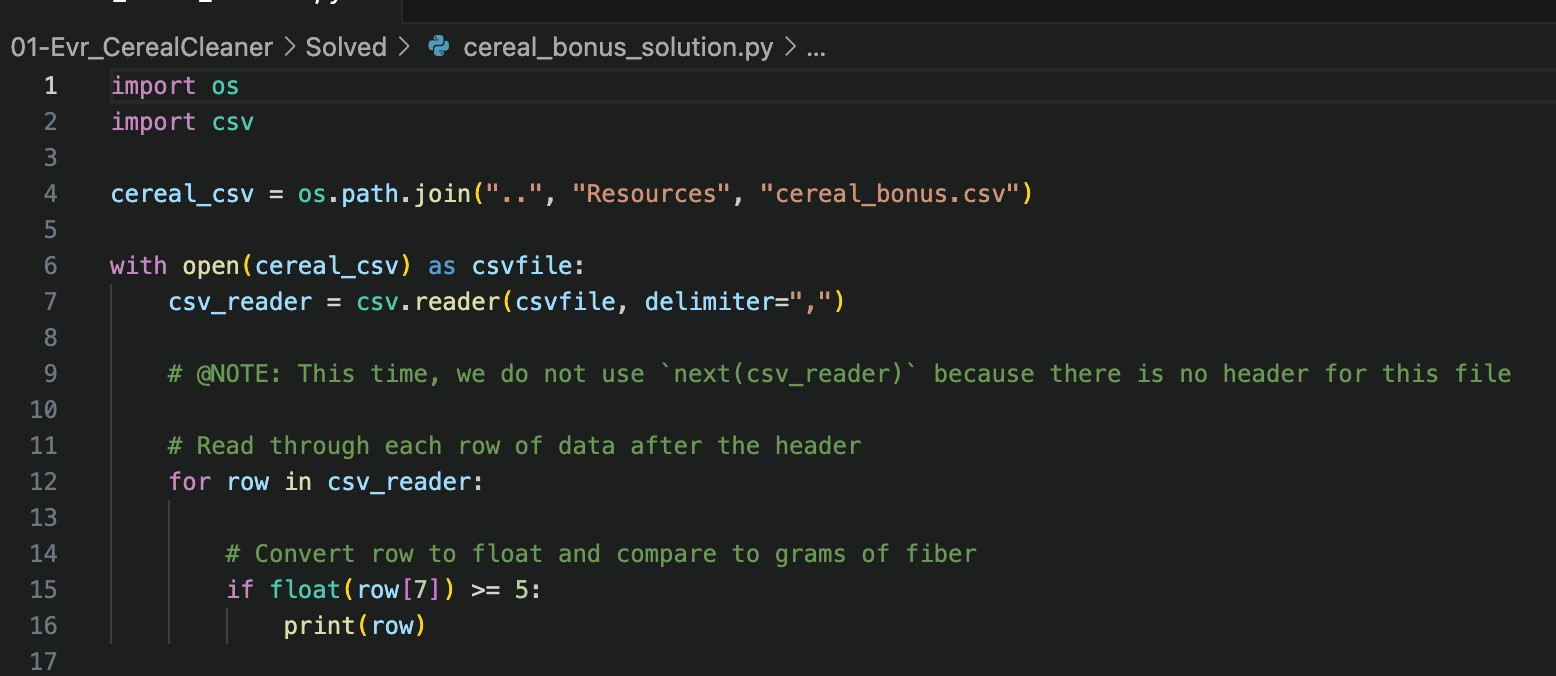 01-Evr_CerealCleaner > Solved > cereal_bonus_solution.py > ...
1 import os
2 import csv
3
4 cereal_csv = os.path.join("..", "Resources", "cereal_bonus.csv")
5
6 with open(cereal_csv) as csvfile:
7     csv_reader = csv.reader(csvfile, delimiter=",")
8
9     # @NOTE: This time, we do not use `next(csv_reader)` because there is no header for this file
10
11     # Read through each row of data after the header
12     for row in csv_reader:
13
14         # Convert row to float and compare to grams of fiber
15         if float(row[7]) >= 5:
16             print(row)
17